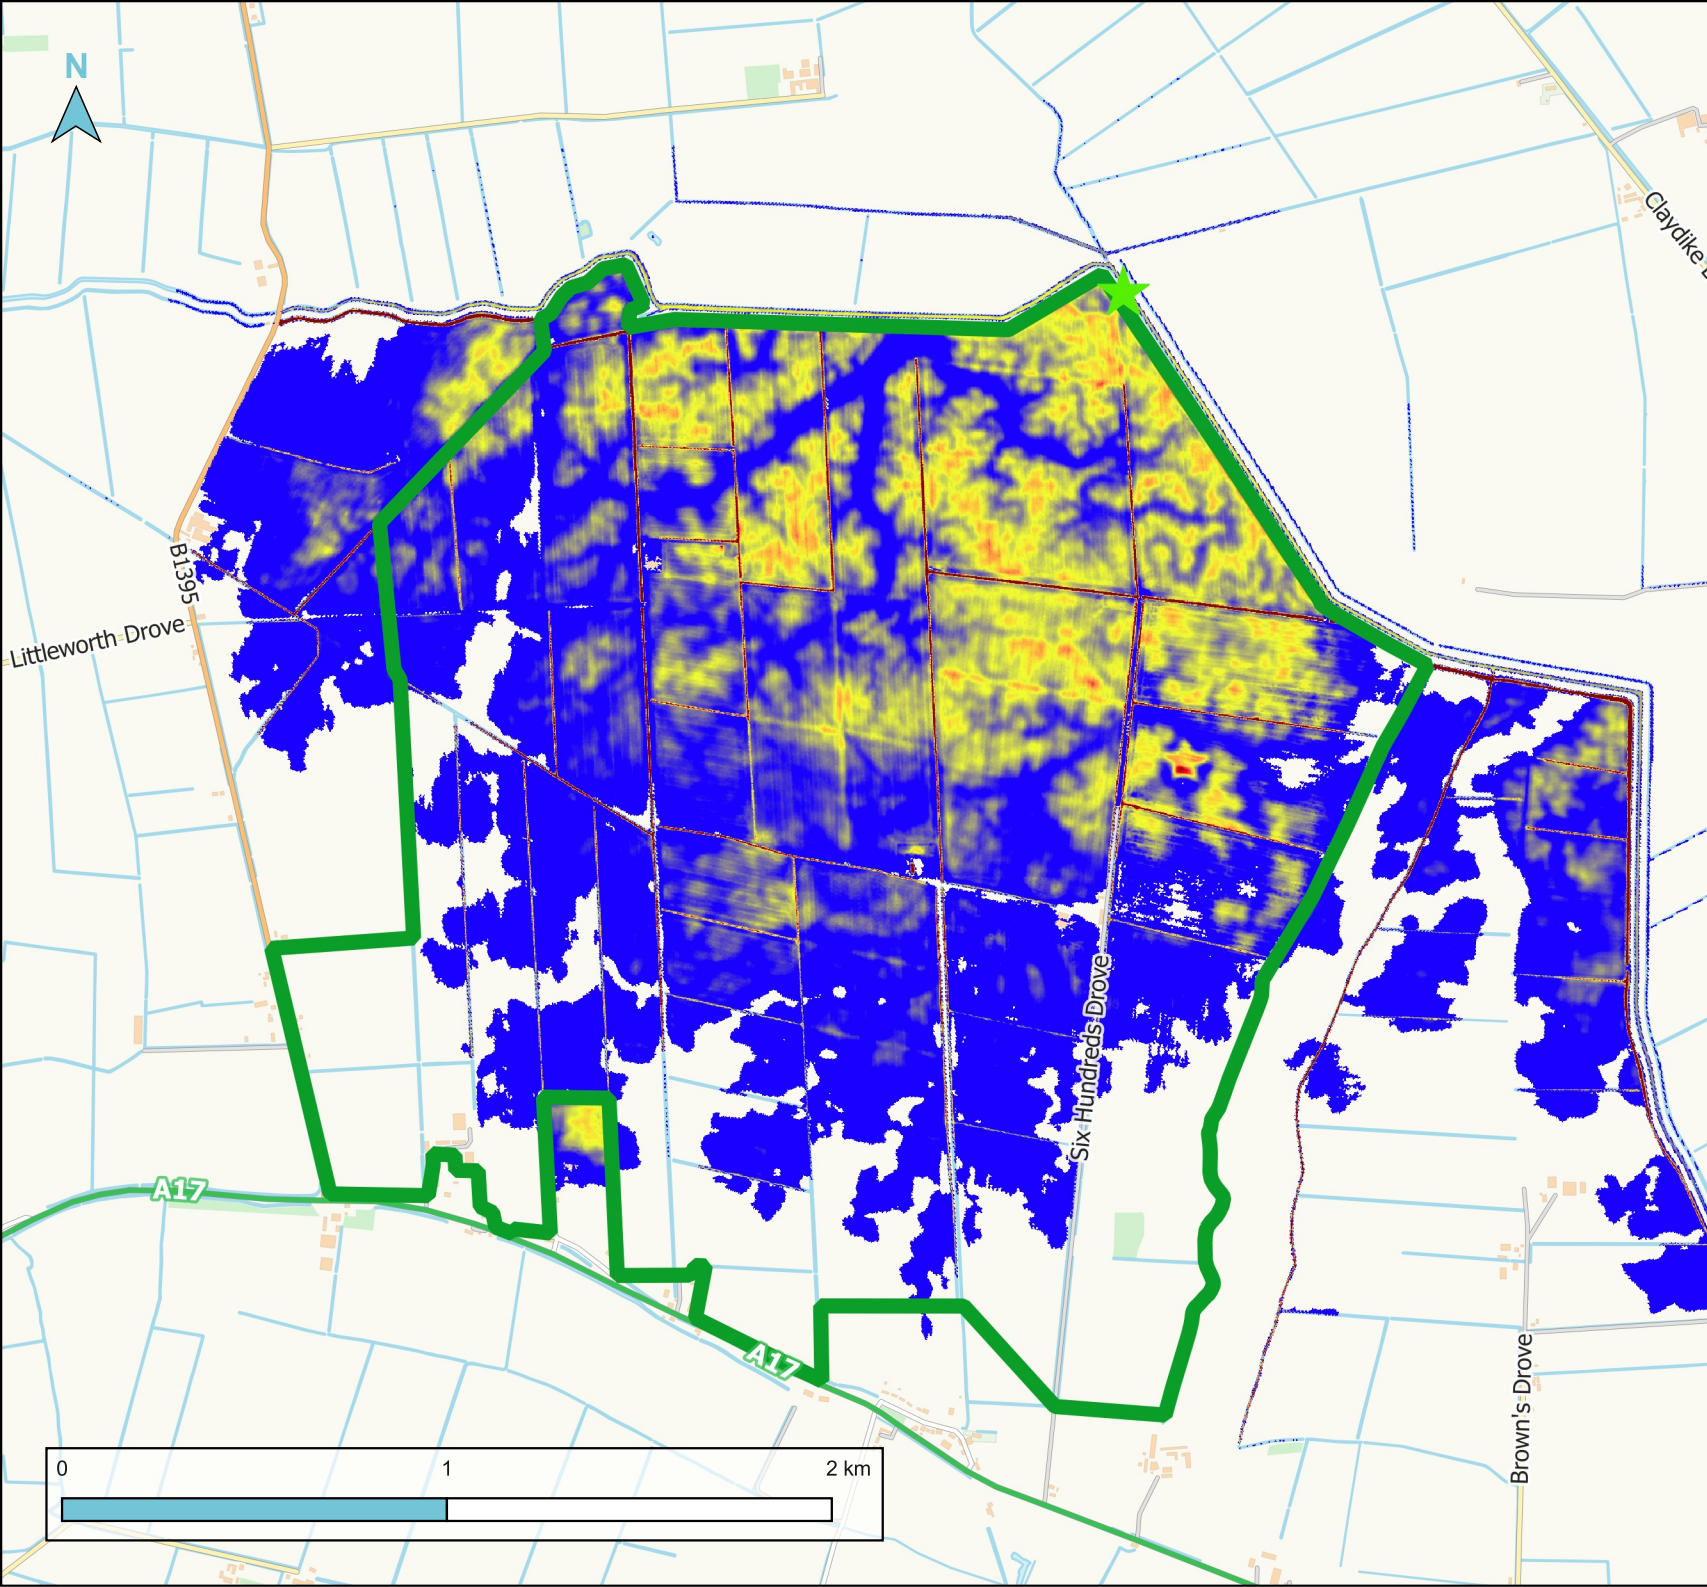 N
Claydike
B1395
Littleworth Drove
Six Hundreds Drove
A17
A17
Brown's Drove
0 1 2 km